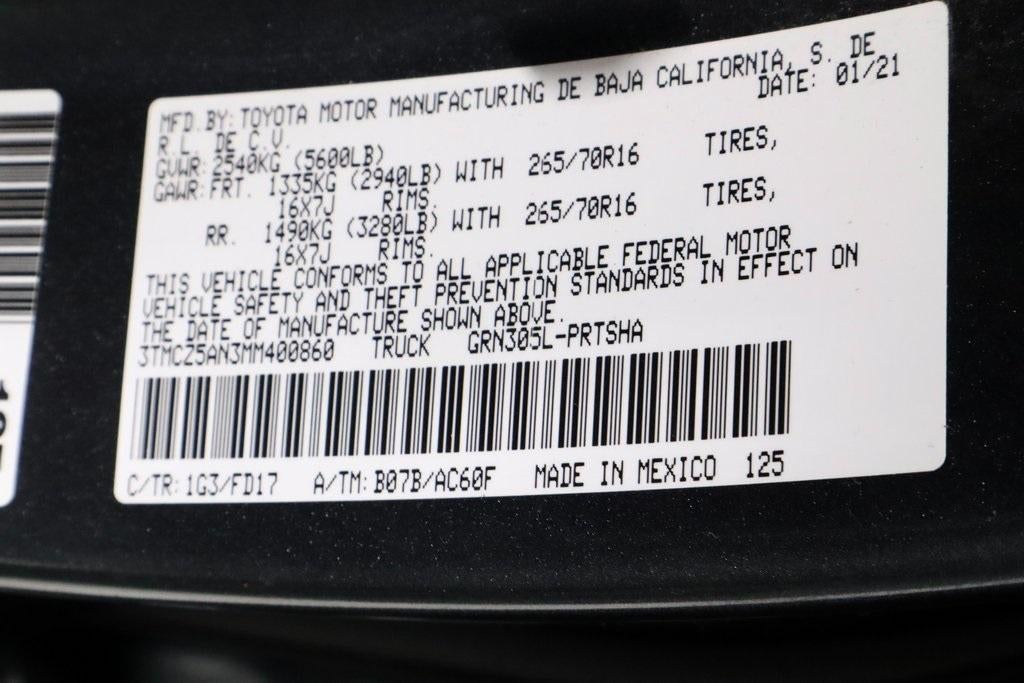 MFD. BY: TOYOTA MOTOR MANUFACTURING DE BAJA CALIFORNIA, S. DE
R.L. DE C.V. DATE: 01/21
GVWR: 2540KG (5600LB)
GAWR: FRT. 1335KG (2940LB) WITH 265/70R16 TIRES,
16X7J RIMS.
RR. 1490KG (3280LB) WITH 265/70R16 TIRES,
16X7J RIMS.
THIS VEHICLE CONFORMS TO ALL APPLICABLE FEDERAL MOTOR
VEHICLE SAFETY AND THEFT PREVENTION STANDARDS IN EFFECT ON
THE DATE OF MANUFACTURE SHOWN ABOVE.
3TMCZ5AN3MM400860 TRUCK GRN305L-PRTSHA
C/TR: 1G3/FD17 A/TM: B07B/AC60F MADE IN MEXICO 125